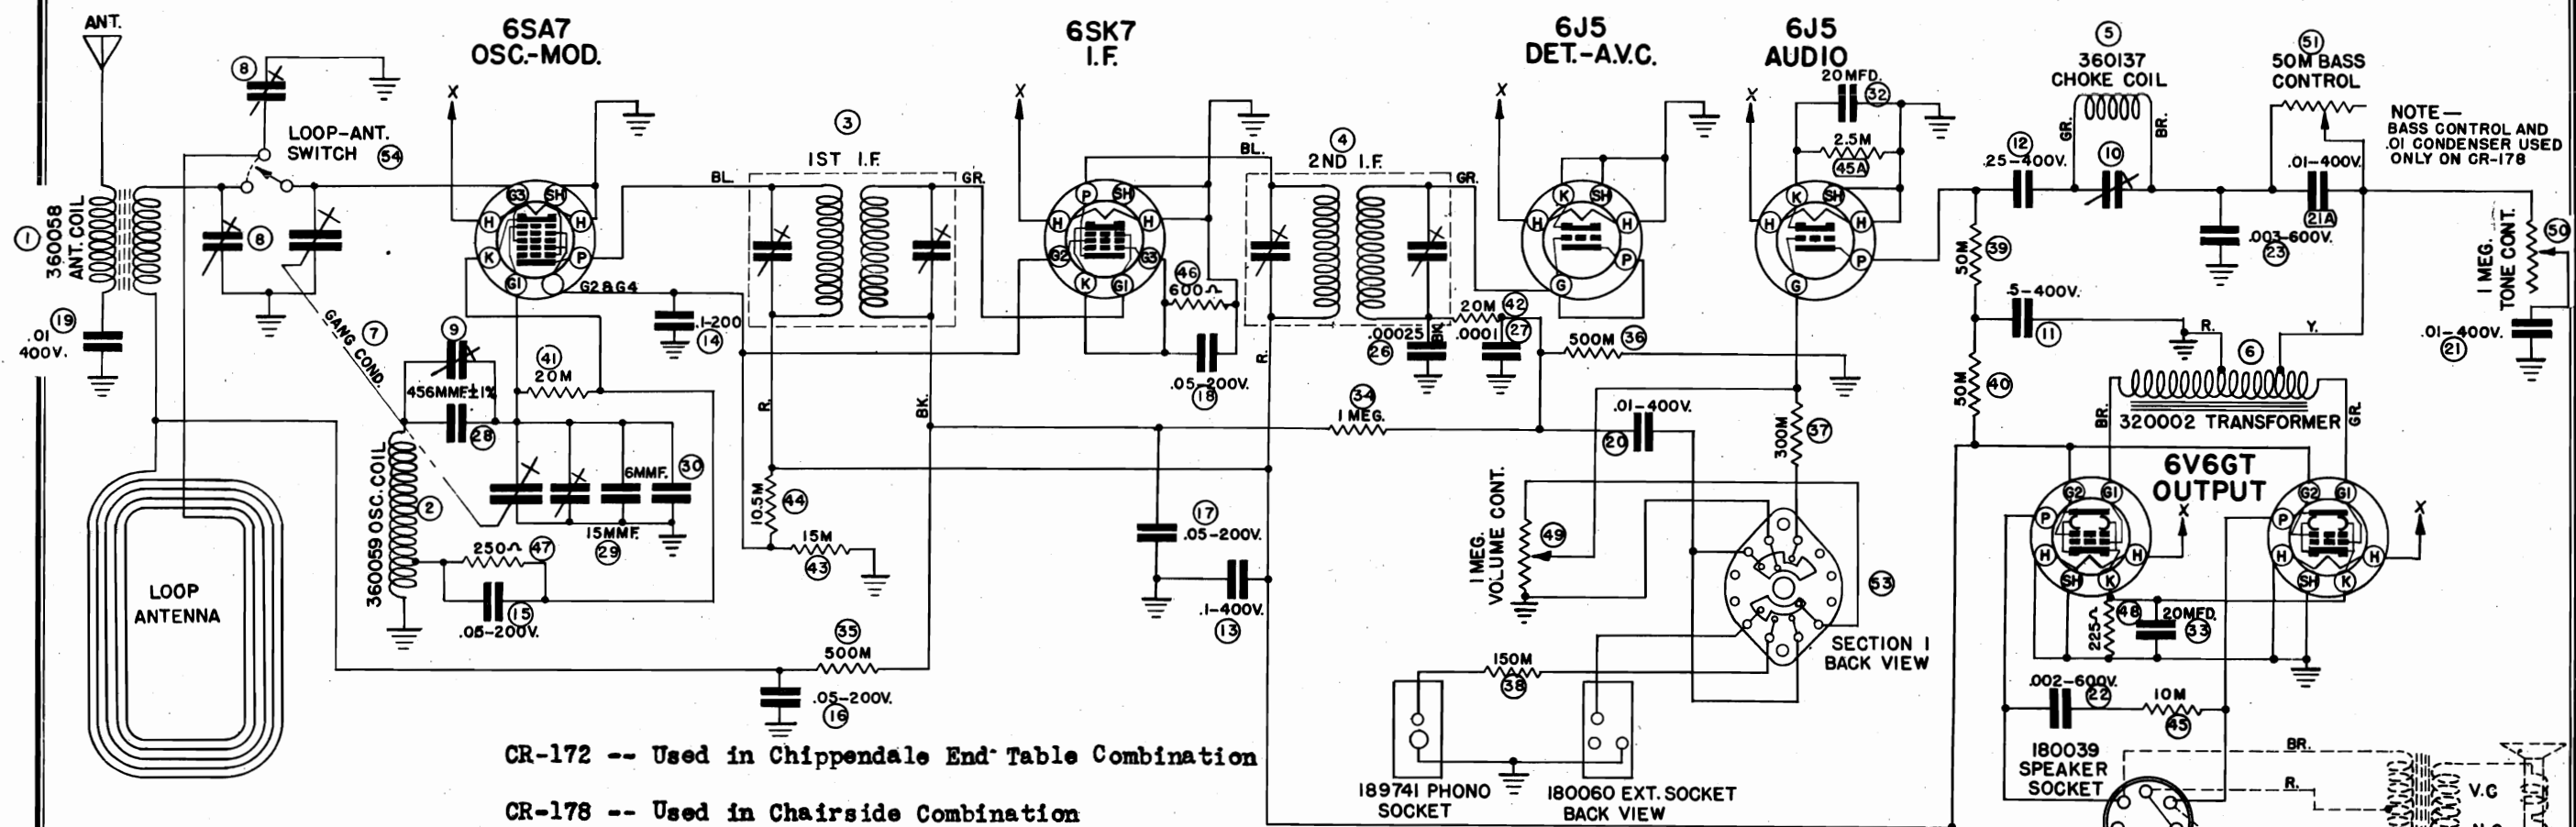 ANT.
6SA7
OSC.-MOD.
6SK7
I.F.
6J5
DET.-A.V.C.
6J5
AUDIO
20MFD.
32
5
360137
CHOKE COIL
51
50M BASS
CONTROL
NOTE—
BASS CONTROL AND
.01 CONDENSER USED
ONLY ON CR-178
8
X
X
X
X
LOOP-ANT.
SWITCH 54
3
1ST I.F.
4
2ND I.F.
BL.
GR.
BL.
GR.
2.5M
45A
12
.25-400V.
GR.
BR.
10
.01-400V.
21A
1
360058
ANT. COIL
8
G3 SH
H H
K P
G1
G2&G4
P SH
H H
G2 G3
K G1
K SH
H H
P
G
K SH
H H
P
G
39
50M
.003-600V.
23
50
1 MEG.
TONE CONT.
19
.01
400V.
7
GANG COND.
9
.1-200
14
46
600Ω
.05-200V.
18
20M 42
.00025
26
BK.
.0001 27
500M 36
.5-400V.
11
R.
Y.
6
.01-400V.
21
41
20M
456MMF±1%
28
R.
BK.
R.
34
1 MEG.
.01-400V.
20
300M
37
50M
40
BR.
GR.
320002 TRANSFORMER
6V6GT
OUTPUT
360059 OSC. COIL
2
6MMF.
30
15MMF.
29
10.5M
44
15M
43
17
.05-200V.
.1-400V.
13
1 MEG.
VOLUME CONT.
49
53
G2 G1
P
H H
SH K
X
G2 G1
P
H H
SH K
X
250Ω 47
15
.05-200V.
LOOP
ANTENNA
35
500M
.05-200V.
16
150M
38
SECTION 1
BACK VIEW
225Ω
48
20MFD.
33
.002-600V.
22
10M
45
CR-172 -- Used in Chippendale End Table Combination
CR-178 -- Used in Chairside Combination
189741 PHONO
SOCKET
180060 EXT. SOCKET
BACK VIEW
180039
SPEAKER
SOCKET
BR.
R.
V.C